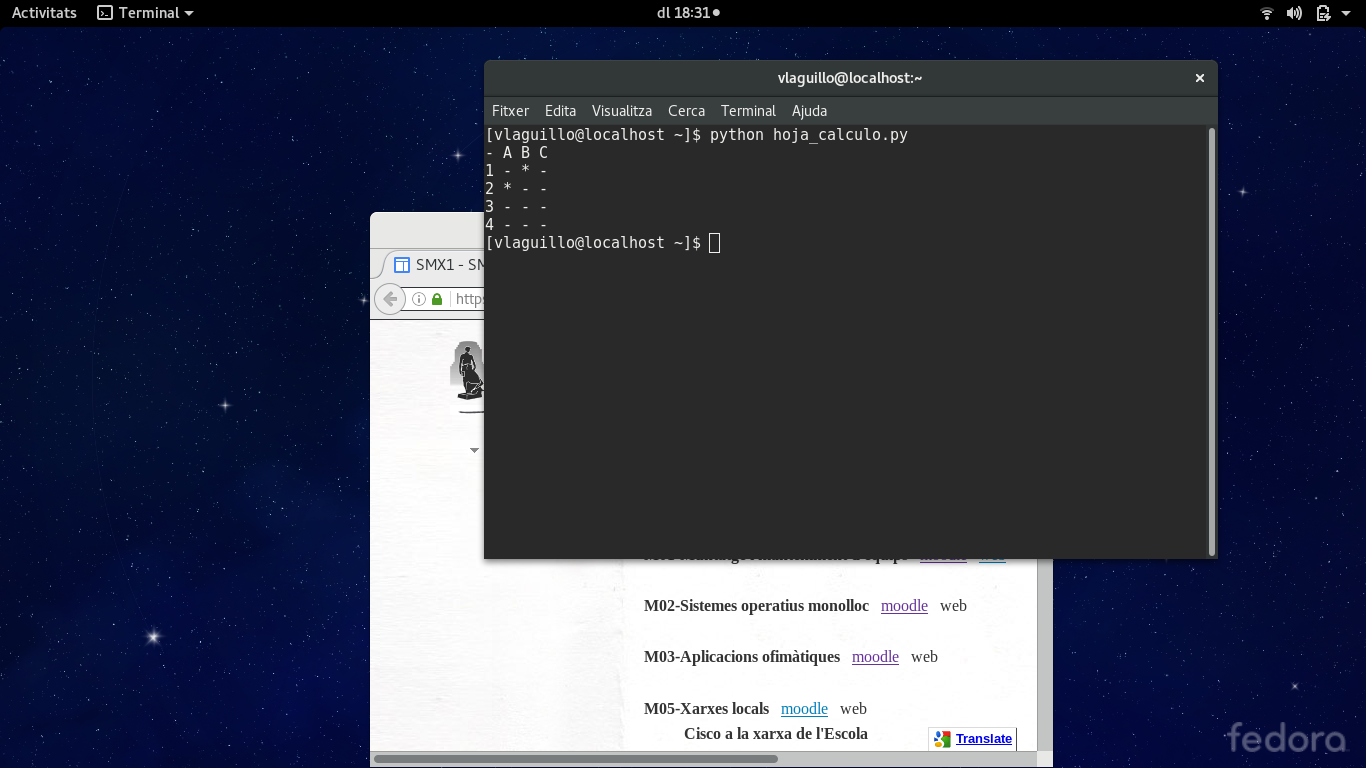 Activitats Terminal dl 18:31
vlaguillo@localhost:~
Fitxer Edita Visualitza Cerca Terminal Ajuda
[vlaguillo@localhost ~]$ python hoja_calculo.py
- A B C
1 - * -
2 * - -
3 - - -
4 - - -
[vlaguillo@localhost ~]$
SMX1 - SM
https
M02-Sistemes operatius monolloc moodle web
M03-Aplicacions ofimàtiques moodle web
M05-Xarxes locals moodle web
Cisco a la xarxa de l'Escola
Translate
fedora